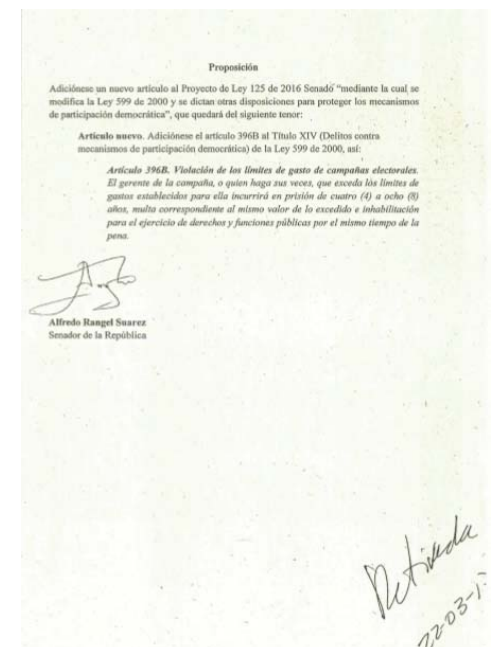 Proposición
Adiciónese un nuevo artículo al Proyecto de Ley 125 de 2016 Senado "mediante la cual se
modifica la Ley 599 de 2000 y se dictan otras disposiciones para proteger los mecanismos
de participación democrática", que quedará del siguiente tenor:
Artículo nuevo. Adiciónese el artículo 396B al Título XIV (Delitos contra
mecanismos de participación democrática) de la Ley 599 de 2000, así:
Artículo 396B. Violación de los límites de gasto de campañas electorales.
El gerente de la campaña, o quien haga sus veces, que exceda los límites de
gastos establecidos para ella incurrirá en prisión de cuatro (4) a ocho (8)
años, multa correspondiente al mismo valor de lo excedido e inhabilitación
para el ejercicio de derechos y funciones públicas por el mismo tiempo de la
pena.
Alfredo Rangel Suarez
Senador de la República
Retirada
22-03-1